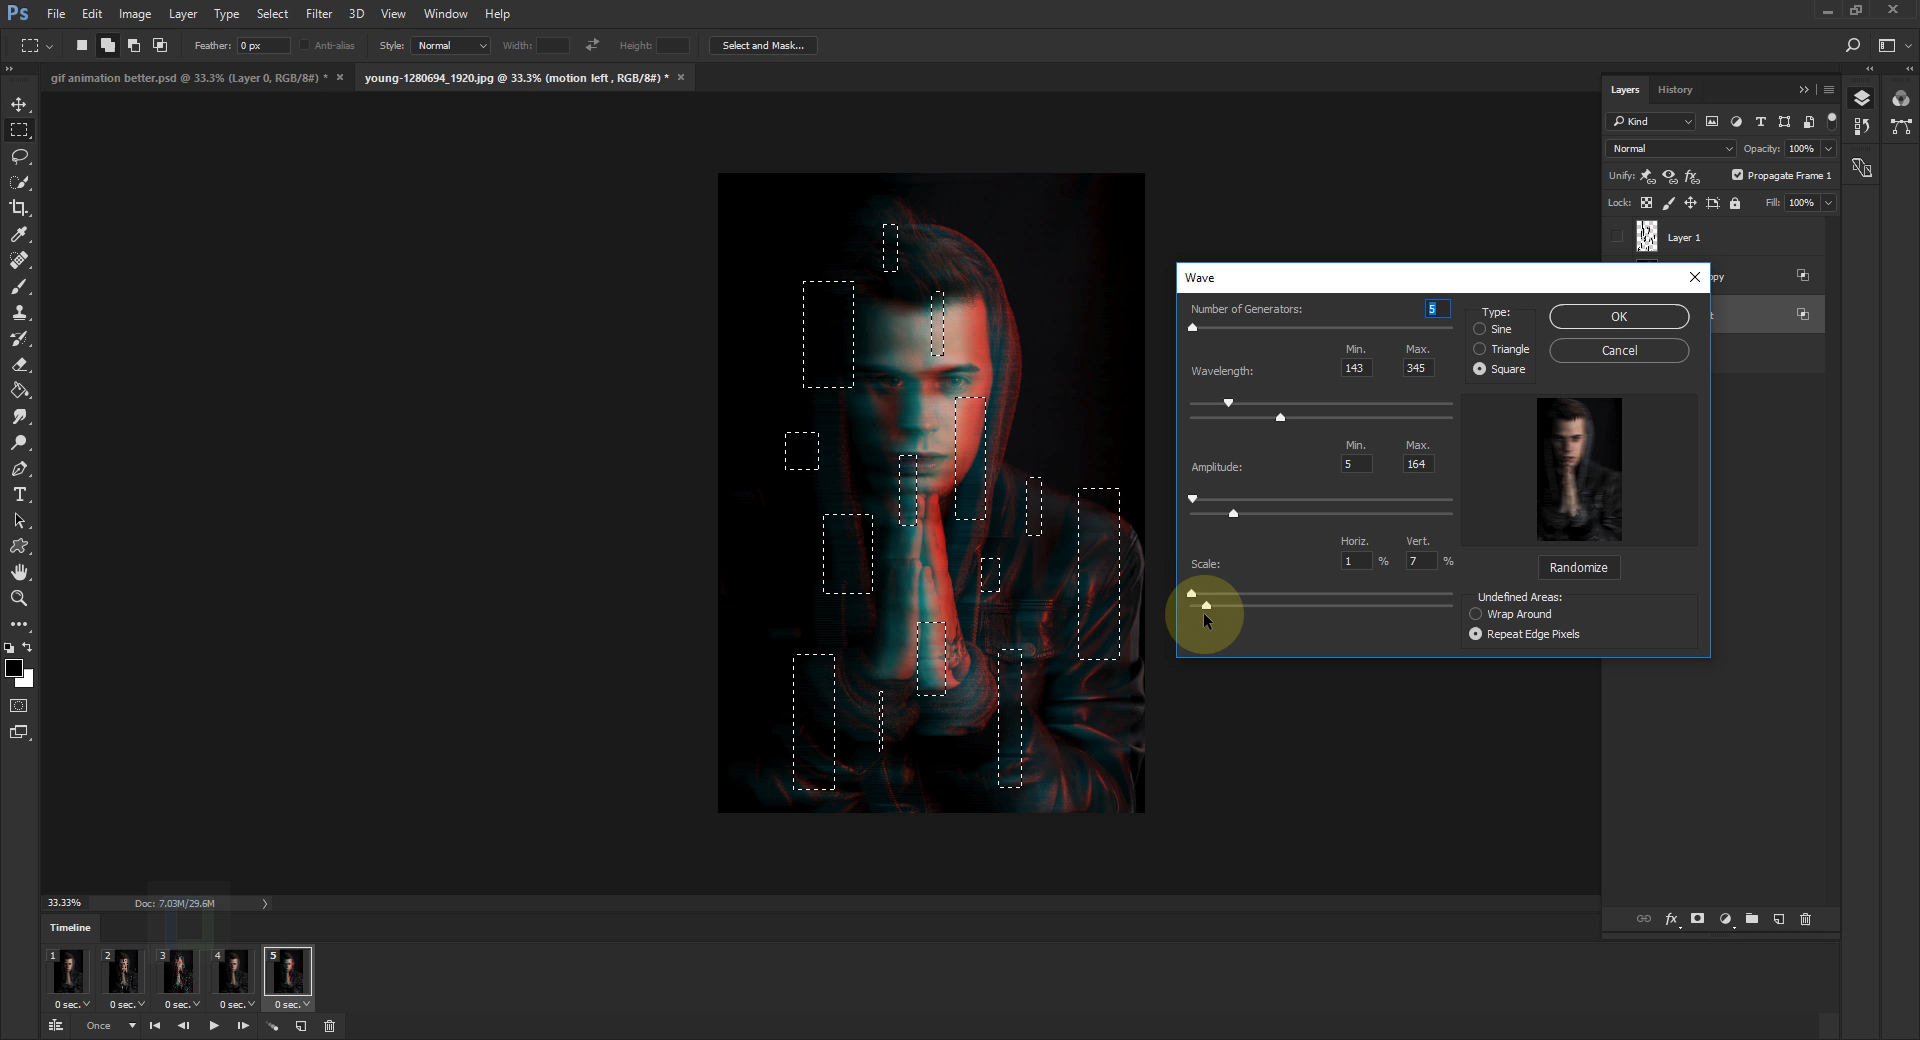 Ps File Edit Image Layer Type Select Filter 3D View Window Help
Feather: 0 px Anti-alias Style: Normal Width: Height: Select and Mask...
gif animation better.psd @ 33.3% (Layer 0, RGB/8#) * × young-1280694_1920.jpg @ 33.3% (motion left , RGB/8#) * ×
Layers History
Kind
Normal Opacity: 100%
Unify: Propagate Frame 1
Lock: Fill: 100%
Layer 1
opy
t
Wave
Number of Generators: 5
Type:
Sine
Triangle
Square
OK
Cancel
Min. Max.
Wavelength: 143 345
Min. Max.
Amplitude: 5 164
Horiz. Vert.
Scale: 1 % 7 %
Randomize
Undefined Areas:
Wrap Around
Repeat Edge Pixels
33.33% Doc: 7.03M/29.6M
Timeline
1 2 3 4 5
0 sec. 0 sec. 0 sec. 0 sec. 0 sec.
Once